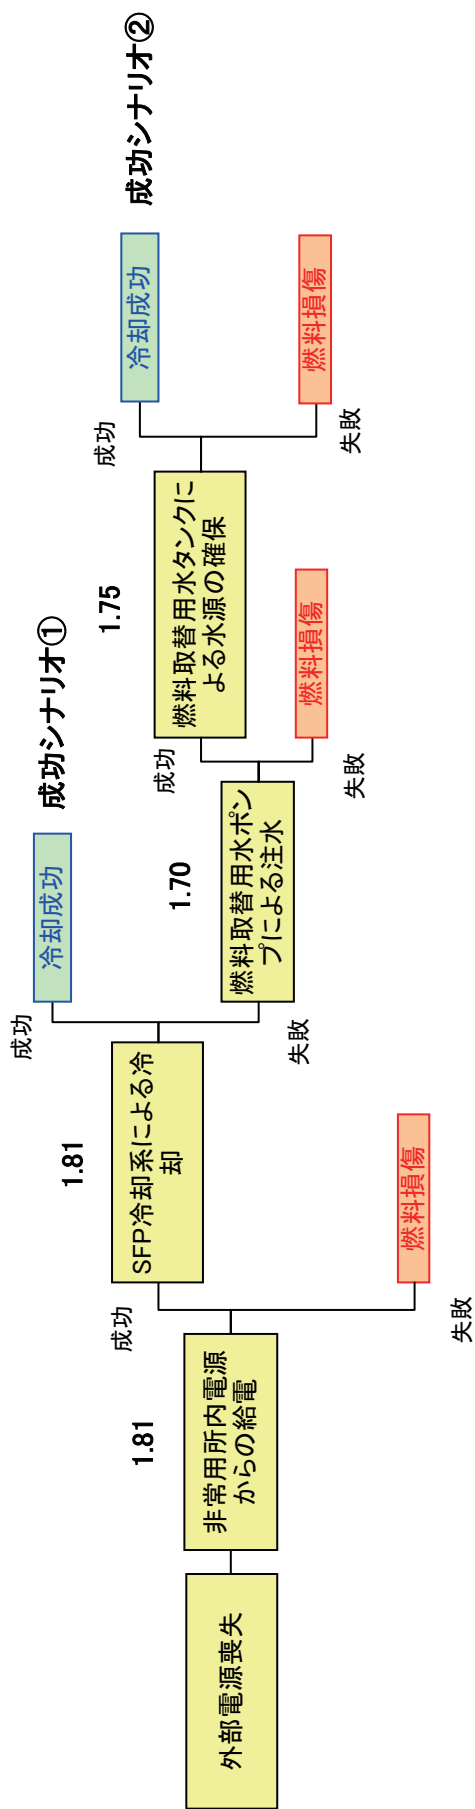 外部電源喪失
1.81
非常用所内電源
からの給電
成功
失敗
燃料損傷
1.81
SFP冷却系による冷
却
成功
失敗
冷却成功
成功シナリオ①
1.70
燃料取替用水ポン
プによる注水
成功
失敗
燃料損傷
1.75
燃料取替用水タンクに
よる水源の確保
成功
失敗
冷却成功
燃料損傷
成功シナリオ②